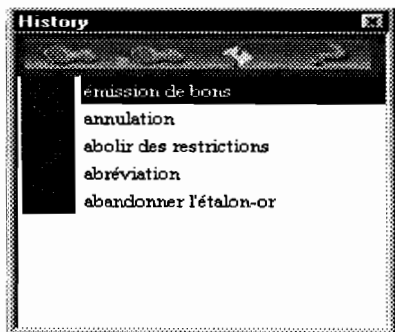 History
émission de bons
annulation
abolir des restrictions
abréviation
abandonner l'étalon-or